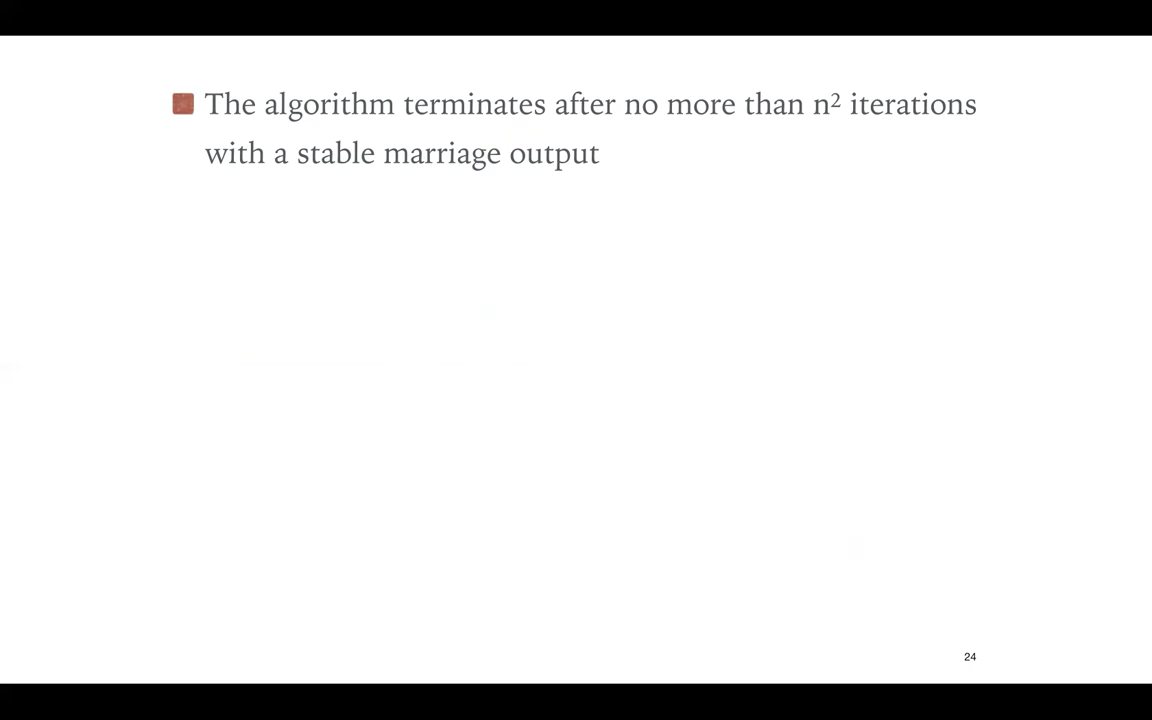 The algorithm terminates after no more than n² iterations
with a stable marriage output
24